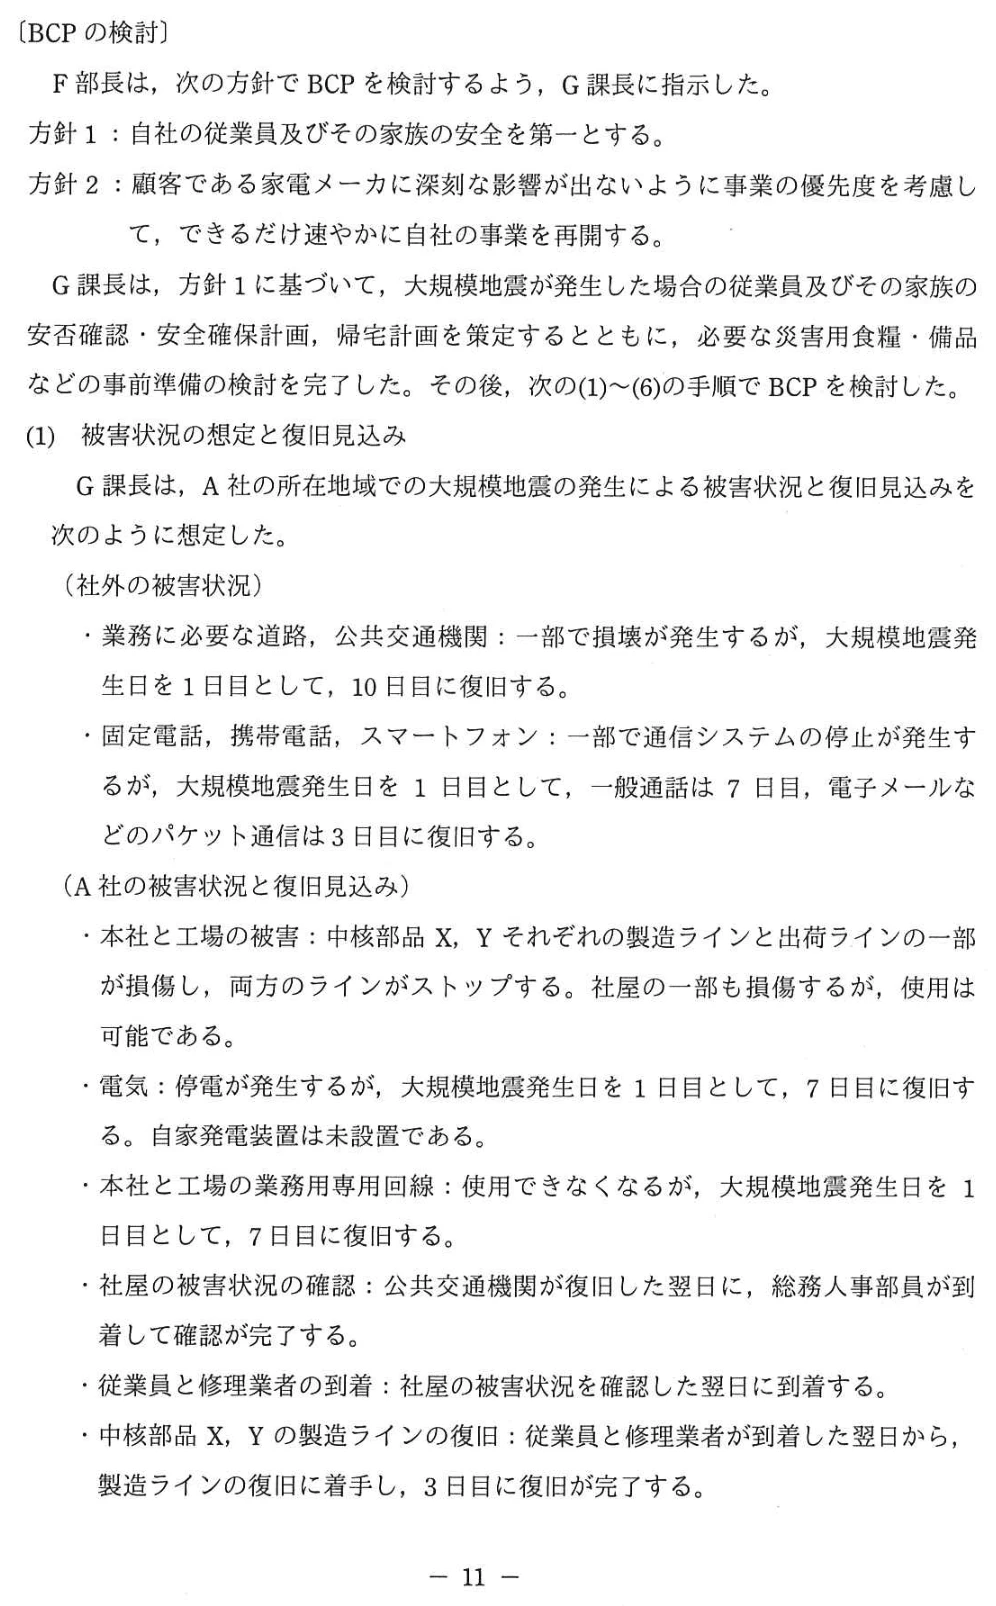 〔BCP の検討〕
F 部長は，次の方針で BCP を検討するよう，G 課長に指示した。
方針 1 ：自社の従業員及びその家族の安全を第一とする。
方針 2 ：顧客である家電メーカに深刻な影響が出ないように事業の優先度を考慮し
て，できるだけ速やかに自社の事業を再開する。
G 課長は，方針 1 に基づいて，大規模地震が発生した場合の従業員及びその家族の
安否確認・安全確保計画，帰宅計画を策定するとともに，必要な災害用食糧・備品
などの事前準備の検討を完了した。その後，次の(1)～(6)の手順で BCP を検討した。
(1) 被害状況の想定と復旧見込み
G 課長は，A 社の所在地域での大規模地震の発生による被害状況と復旧見込みを
次のように想定した。
（社外の被害状況）
・業務に必要な道路，公共交通機関：一部で損壊が発生するが，大規模地震発
生日を 1 日目として，10 日目に復旧する。
・固定電話，携帯電話，スマートフォン：一部で通信システムの停止が発生す
るが，大規模地震発生日を 1 日目として，一般通話は 7 日目，電子メールな
どのパケット通信は 3 日目に復旧する。
（A 社の被害状況と復旧見込み）
・本社と工場の被害：中核部品 X，Y それぞれの製造ラインと出荷ラインの一部
が損傷し，両方のラインがストップする。社屋の一部も損傷するが，使用は
可能である。
・電気：停電が発生するが，大規模地震発生日を 1 日目として，7 日目に復旧す
る。自家発電装置は未設置である。
・本社と工場の業務用専用回線：使用できなくなるが，大規模地震発生日を 1
日目として，7 日目に復旧する。
・社屋の被害状況の確認：公共交通機関が復旧した翌日に，総務人事部員が到
着して確認が完了する。
・従業員と修理業者の到着：社屋の被害状況を確認した翌日に到着する。
・中核部品 X，Y の製造ラインの復旧：従業員と修理業者が到着した翌日から，
製造ラインの復旧に着手し，3 日目に復旧が完了する。
－ 11 －